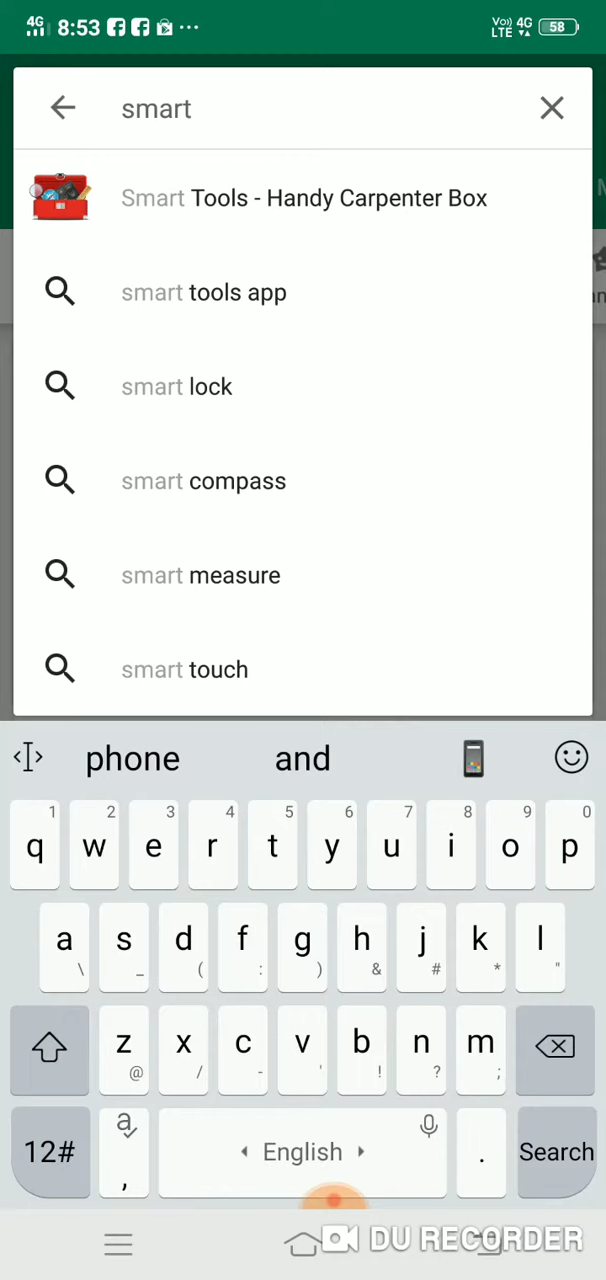 4G 8:53 Vo) LTE 4G 58
smart
Smart Tools - Handy Carpenter Box
smart tools app
smart lock
smart compass
smart measure
smart touch
phone and
1 2 3 4 5 6 7 8 9 0
q w e r t y u i o p
a s d f g h j k l
\ _ ( : ) & # * "
z x c v b n m
@ / - ' ! ? ;
12# a , English . Search
DU RECORDER